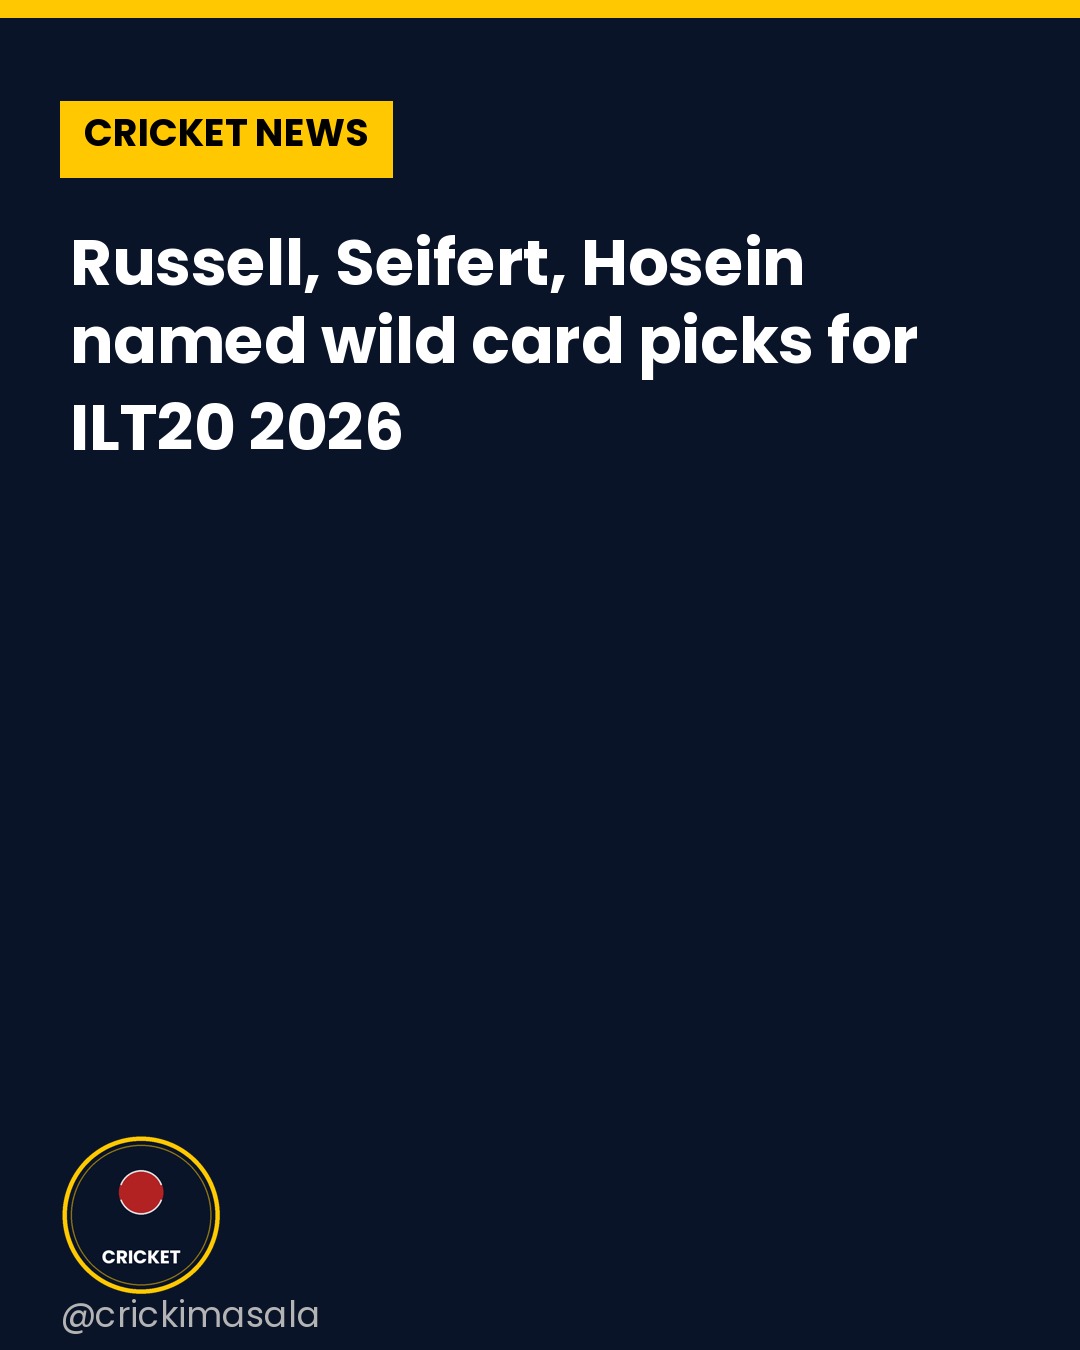 CRICKET NEWS
Russell, Seifert, Hosein
named wild card picks for
ILT20 2026
CRICKET
@crickimasala